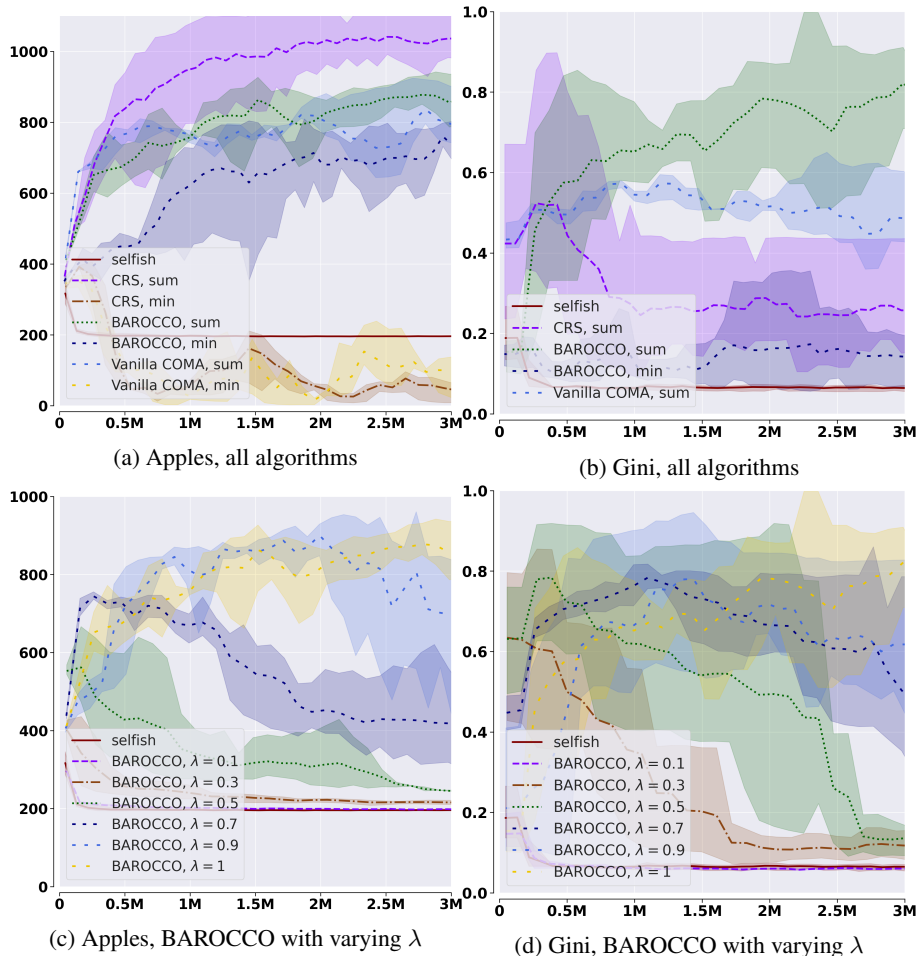 1000
800
600
400
200
0
selfish
CRS, sum
CRS, min
BAROCCO, sum
BAROCCO, min
Vanilla COMA, sum
Vanilla COMA, min
0 0.5M 1M 1.5M 2M 2.5M 3M
(a) Apples, all algorithms
1.0
0.8
0.6
0.4
0.2
0.0
selfish
CRS, sum
BAROCCO, sum
BAROCCO, min
Vanilla COMA, sum
0 0.5M 1M 1.5M 2M 2.5M 3M
(b) Gini, all algorithms
1000
800
600
400
200
0
selfish
BAROCCO, λ = 0.1
BAROCCO, λ = 0.3
BAROCCO, λ = 0.5
BAROCCO, λ = 0.7
BAROCCO, λ = 0.9
BAROCCO, λ = 1
0 0.5M 1M 1.5M 2M 2.5M 3M
(c) Apples, BAROCCO with varying λ
1.0
0.8
0.6
0.4
0.2
0.0
selfish
BAROCCO, λ = 0.1
BAROCCO, λ = 0.3
BAROCCO, λ = 0.5
BAROCCO, λ = 0.7
BAROCCO, λ = 0.9
BAROCCO, λ = 1
0 0.5M 1M 1.5M 2M 2.5M 3M
(d) Gini, BAROCCO with varying λ